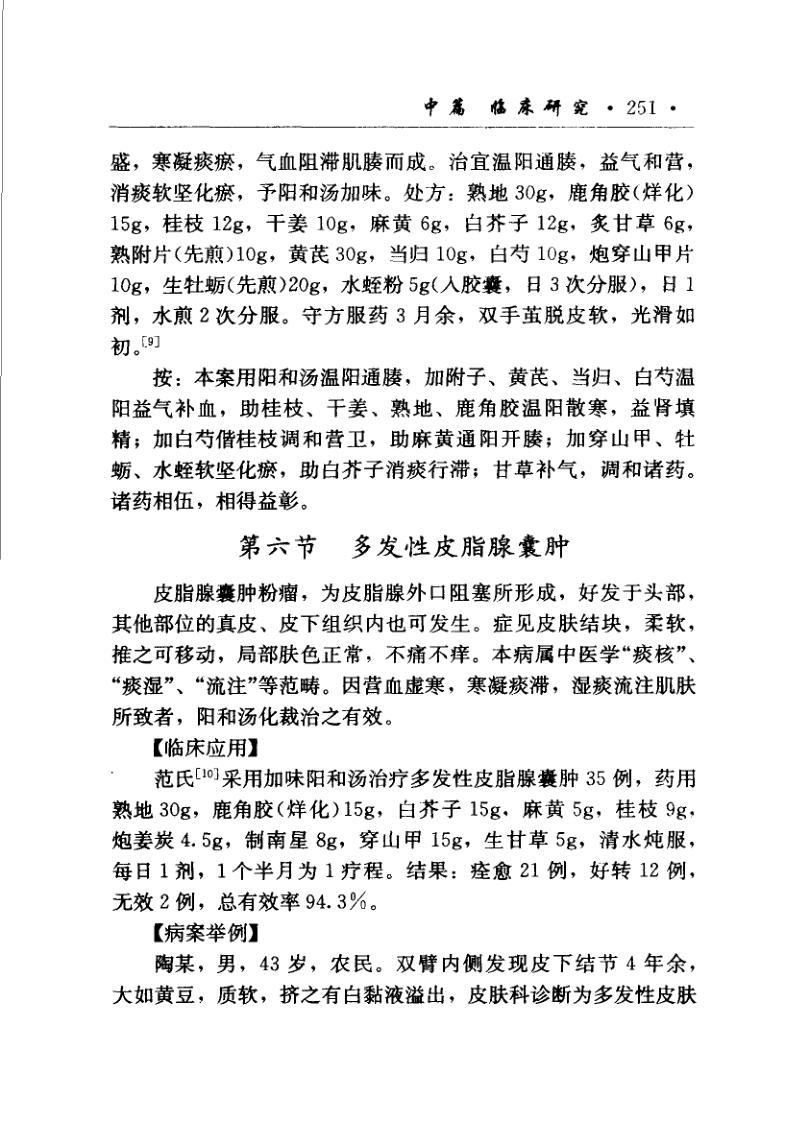 中篇 临床研究 · 251 ·
盛，寒凝痰瘀，气血阻滞肌腠而成。治宜温阳通腠，益气和营，
消痰软坚化瘀，予阳和汤加味。处方：熟地 30g，鹿角胶(烊化)
15g，桂枝 12g，干姜 10g，麻黄 6g，白芥子 12g，炙甘草 6g，
熟附片(先煎)10g，黄芪 30g，当归 10g，白芍 10g，炮穿山甲片
10g，生牡蛎(先煎)20g，水蛭粉 5g(入胶囊，日 3 次分服)，日 1
剂，水煎 2 次分服。守方服药 3 月余，双手茧脱皮软，光滑如
初。[9]
按：本案用阳和汤温阳通腠，加附子、黄芪、当归、白芍温
阳益气补血，助桂枝、干姜、熟地、鹿角胶温阳散寒，益肾填
精；加白芍偕桂枝调和营卫，助麻黄通阳开腠；加穿山甲、牡
蛎、水蛭软坚化瘀，助白芥子消痰行滞；甘草补气，调和诸药。
诸药相伍，相得益彰。
第六节 多发性皮脂腺囊肿
皮脂腺囊肿粉瘤，为皮脂腺外口阻塞所形成，好发于头部，
其他部位的真皮、皮下组织内也可发生。症见皮肤结块，柔软，
推之可移动，局部肤色正常，不痛不痒。本病属中医学“痰核”、
“痰湿”、“流注”等范畴。因营血虚寒，寒凝痰滞，湿痰流注肌肤
所致者，阳和汤化裁治之有效。
【临床应用】
范氏[10]采用加味阳和汤治疗多发性皮脂腺囊肿 35 例，药用
熟地 30g，鹿角胶(烊化)15g，白芥子 15g，麻黄 5g，桂枝 9g，
炮姜炭 4.5g，制南星 8g，穿山甲 15g，生甘草 5g，清水炖服，
每日 1 剂，1 个半月为 1 疗程。结果：痊愈 21 例，好转 12 例，
无效 2 例，总有效率 94.3%。
【病案举例】
陶某，男，43 岁，农民。双臂内侧发现皮下结节 4 年余，
大如黄豆，质软，挤之有白黏液溢出，皮肤科诊断为多发性皮肤